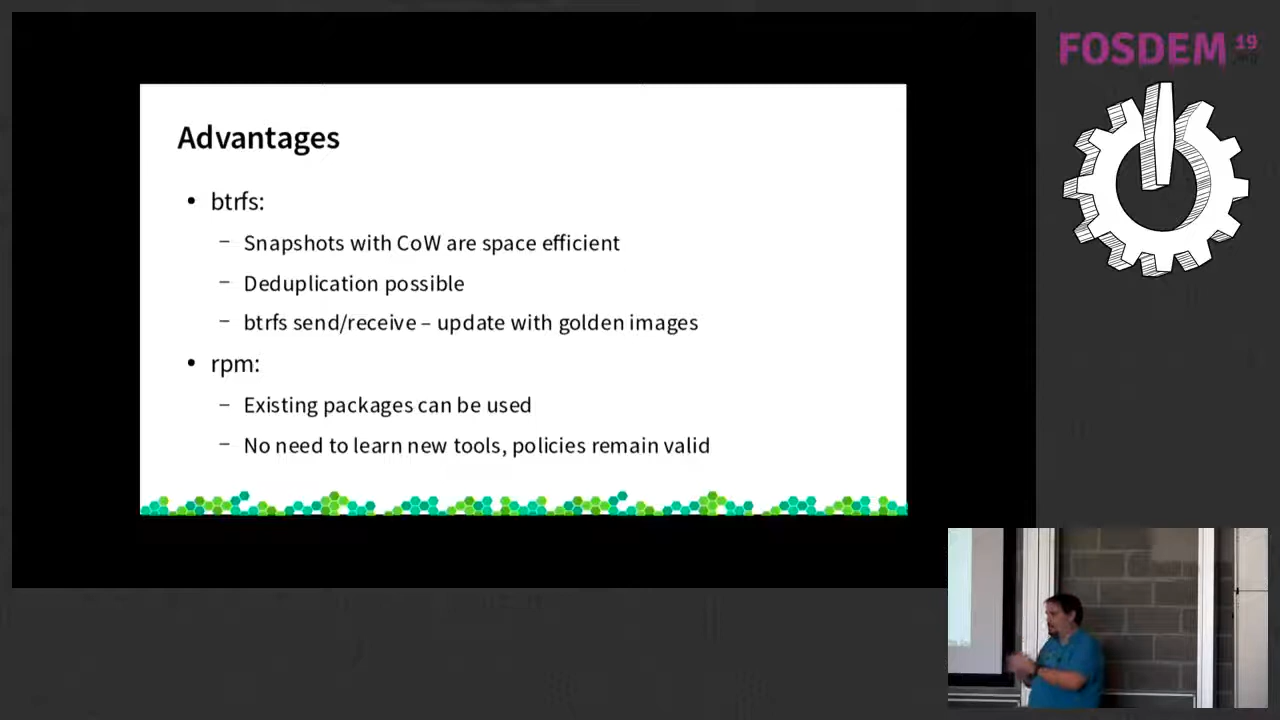 FOSDEM 19
Advantages
• btrfs:
– Snapshots with CoW are space efficient
– Deduplication possible
– btrfs send/receive – update with golden images
• rpm:
– Existing packages can be used
– No need to learn new tools, policies remain valid